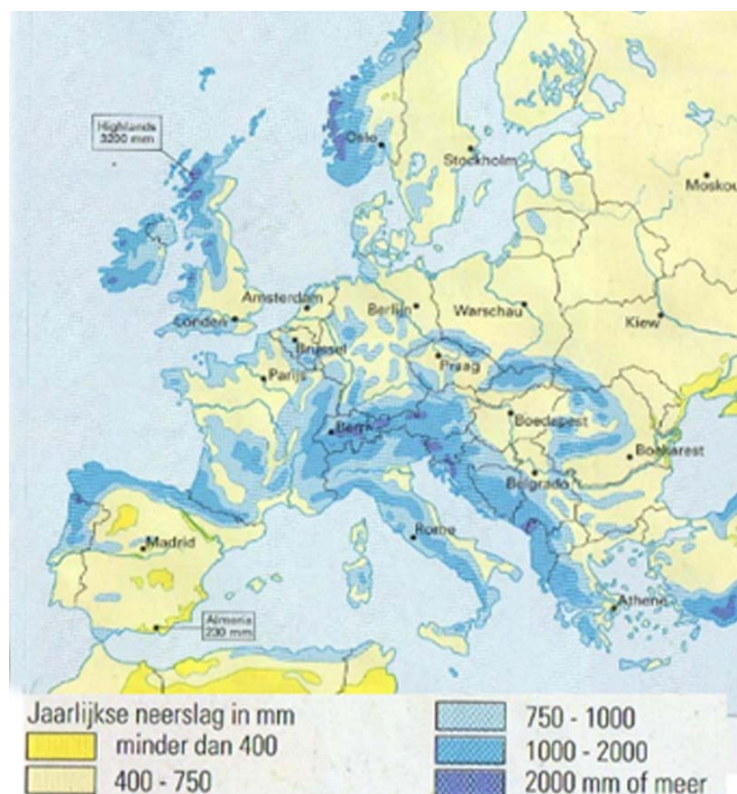 Highlands
3200 mm
Oslo
Stockholm
Moskou
Amsterdam
Berlijn
Warschau
Londen
Kiew
Brussel
Praag
Parijs
Bern
Boedapest
Boekarest
Belgrado
Madrid
Rome
Athene
Almeria
230 mm
Jaarlijkse neerslag in mm
minder dan 400
400 - 750
750 - 1000
1000 - 2000
2000 mm of meer